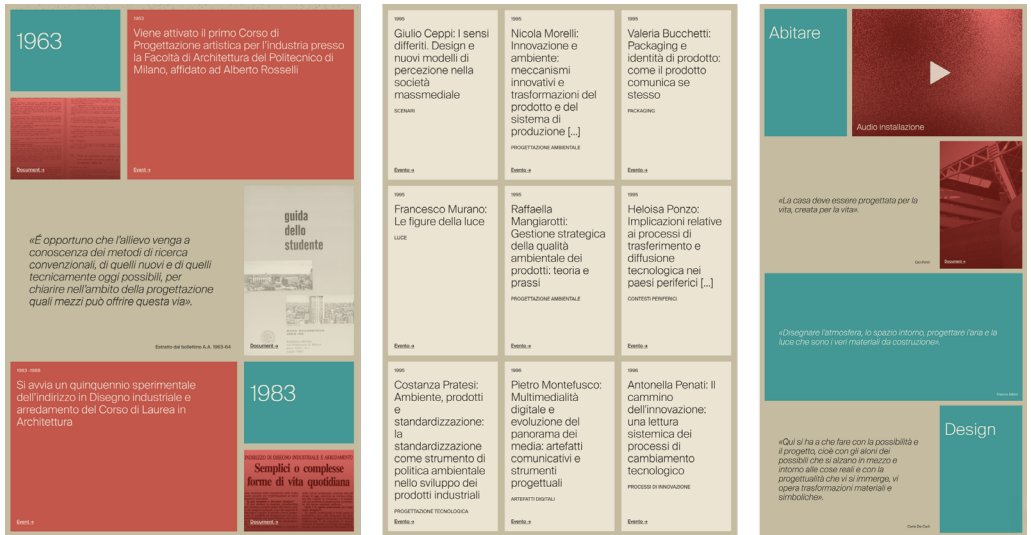 1963
1963
Viene attivato il primo Corso di
Progettazione artistica per l'industria presso
la Facoltà di Architettura del Politecnico di
Milano, affidato ad Alberto Rosselli
Document →
Event →
«È opportuno che l'allievo venga a
conoscenza dei metodi di ricerca
convenzionali, di quelli nuovi e di quelli
tecnicamente oggi possibili, per
chiarire nell'ambito della progettazione
quali mezzi può offrire questa via».
Estratto dal bollettino A.A. 1963-64
guida
dello
studente
Document →
1983 - 1988
Si avvia un quinquennio sperimentale
dell'indirizzo in Disegno industriale e
arredamento del Corso di Laurea in
Architettura
Event →
1983
INDIRIZZO DI DISEGNO INDUSTRIALE E ARREDAMENTO
Semplici o complesse
forme di vita quotidiana
Document →
1995
Giulio Ceppi: I sensi
differiti. Design e
nuovi modelli di
percezione nella
società
massmediale
SCENARI
Evento →
1995
Nicola Morelli:
Innovazione e
ambiente:
meccanismi
innovativi e
trasformazioni del
prodotto e del
sistema di
produzione [...]
PROGETTAZIONE AMBIENTALE
Evento →
1995
Valeria Bucchetti:
Packaging e
identità di prodotto:
come il prodotto
comunica se
stesso
PACKAGING
Evento →
1995
Francesco Murano:
Le figure della luce
LUCE
Evento →
1995
Raffaella
Mangiarotti:
Gestione strategica
della qualità
ambientale dei
prodotti: teoria e
prassi
PROGETTAZIONE AMBIENTALE
Evento →
1995
Heloisa Ponzo:
Implicazioni relative
ai processi di
trasferimento e
diffusione
tecnologica nei
paesi periferici [...]
CONTESTI PERIFERICI
Evento →
1995
Costanza Pratesi:
Ambiente, prodotti
e
standardizzazione:
la
standardizzazione
come strumento di
politica ambientale
nello sviluppo dei
prodotti industriali
PROGETTAZIONE TECNOLOGICA
Evento →
1996
Pietro Montefusco:
Multimedialità
digitale e
evoluzione del
panorama dei
media: artefatti
comunicativi e
strumenti
progettuali
ARTEFATTI DIGITALI
Evento →
1996
Antonella Penati: Il
cammino
dell'innovazione:
una lettura
sistemica dei
processi di
cambiamento
tecnologico
PROCESSI DI INNOVAZIONE
Evento →
Abitare
Audio installazione
«La casa deve essere progettata per la
vita, creata per la vita».
Gio Ponti
Document →
«Disegnare l'atmosfera, lo spazio intorno, progettare l'aria e la
luce che sono i veri materiali da costruzione».
«Qui si ha a che fare con la possibilità e
il progetto, cioè con gli aloni dei
possibili che si alzano in mezzo e
intorno alle cose reali e con la
progettualità che vi si immerge, vi
opera trasformazioni materiali e
simboliche».
Carlo De Carli
Design